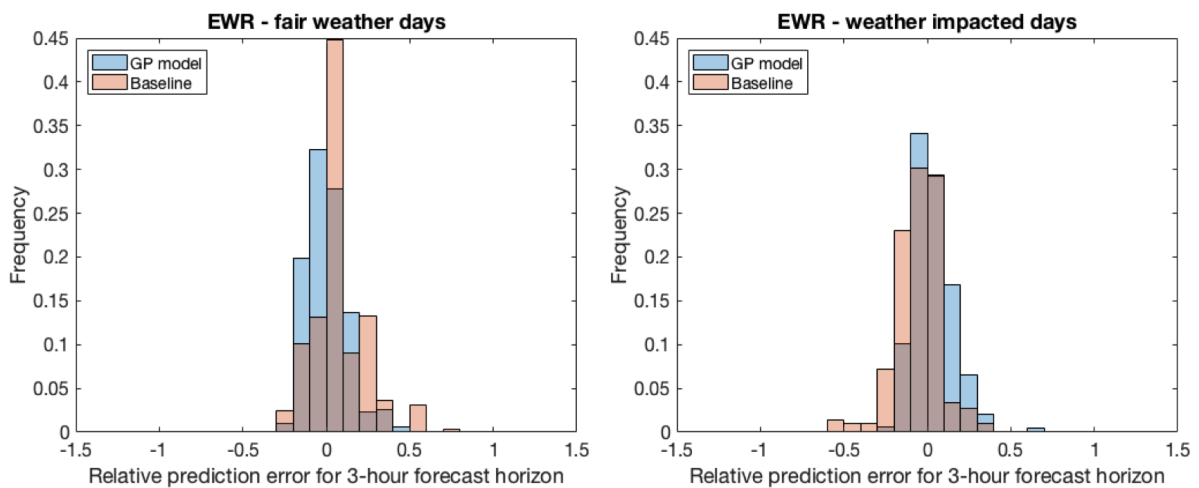 EWR - fair weather days
GP model
Baseline
0.45
0.4
0.35
0.3
0.25
0.2
0.15
0.1
0.05
0
Frequency
-1.5 -1 -0.5 0 0.5 1 1.5
Relative prediction error for 3-hour forecast horizon
EWR - weather impacted days
GP model
Baseline
0.45
0.4
0.35
0.3
0.25
0.2
0.15
0.1
0.05
0
Frequency
-1.5 -1 -0.5 0 0.5 1 1.5
Relative prediction error for 3-hour forecast horizon